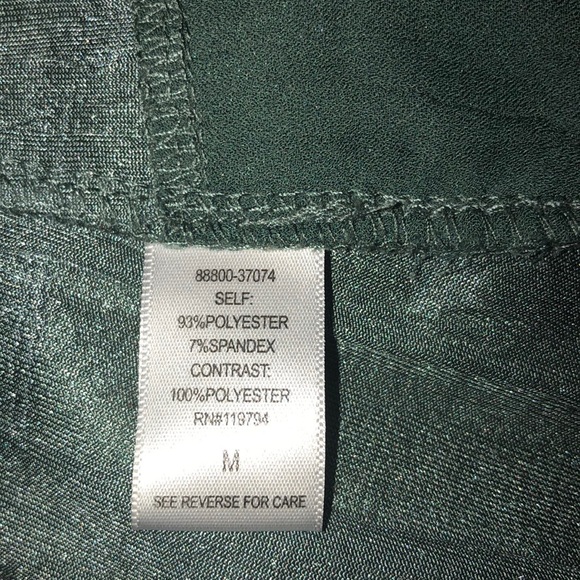 88800-37074
SELF:
93%POLYESTER
7%SPANDEX
CONTRAST:
100%POLYESTER
RN#119794
M
SEE REVERSE FOR CARE